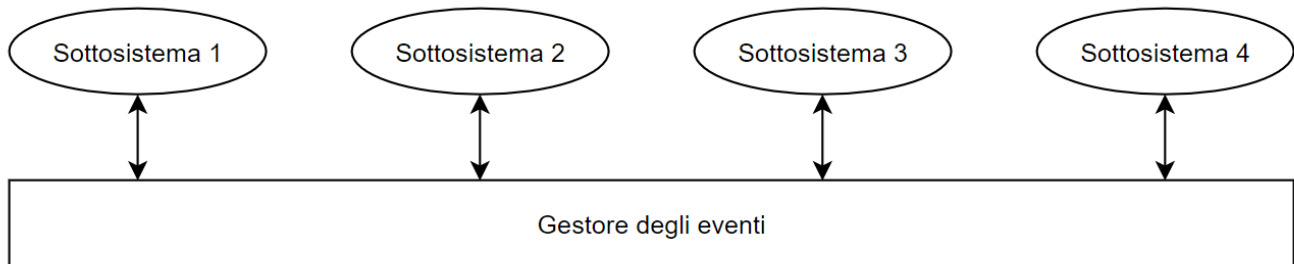 Sottosistema 1
Sottosistema 2
Sottosistema 3
Sottosistema 4
Gestore degli eventi